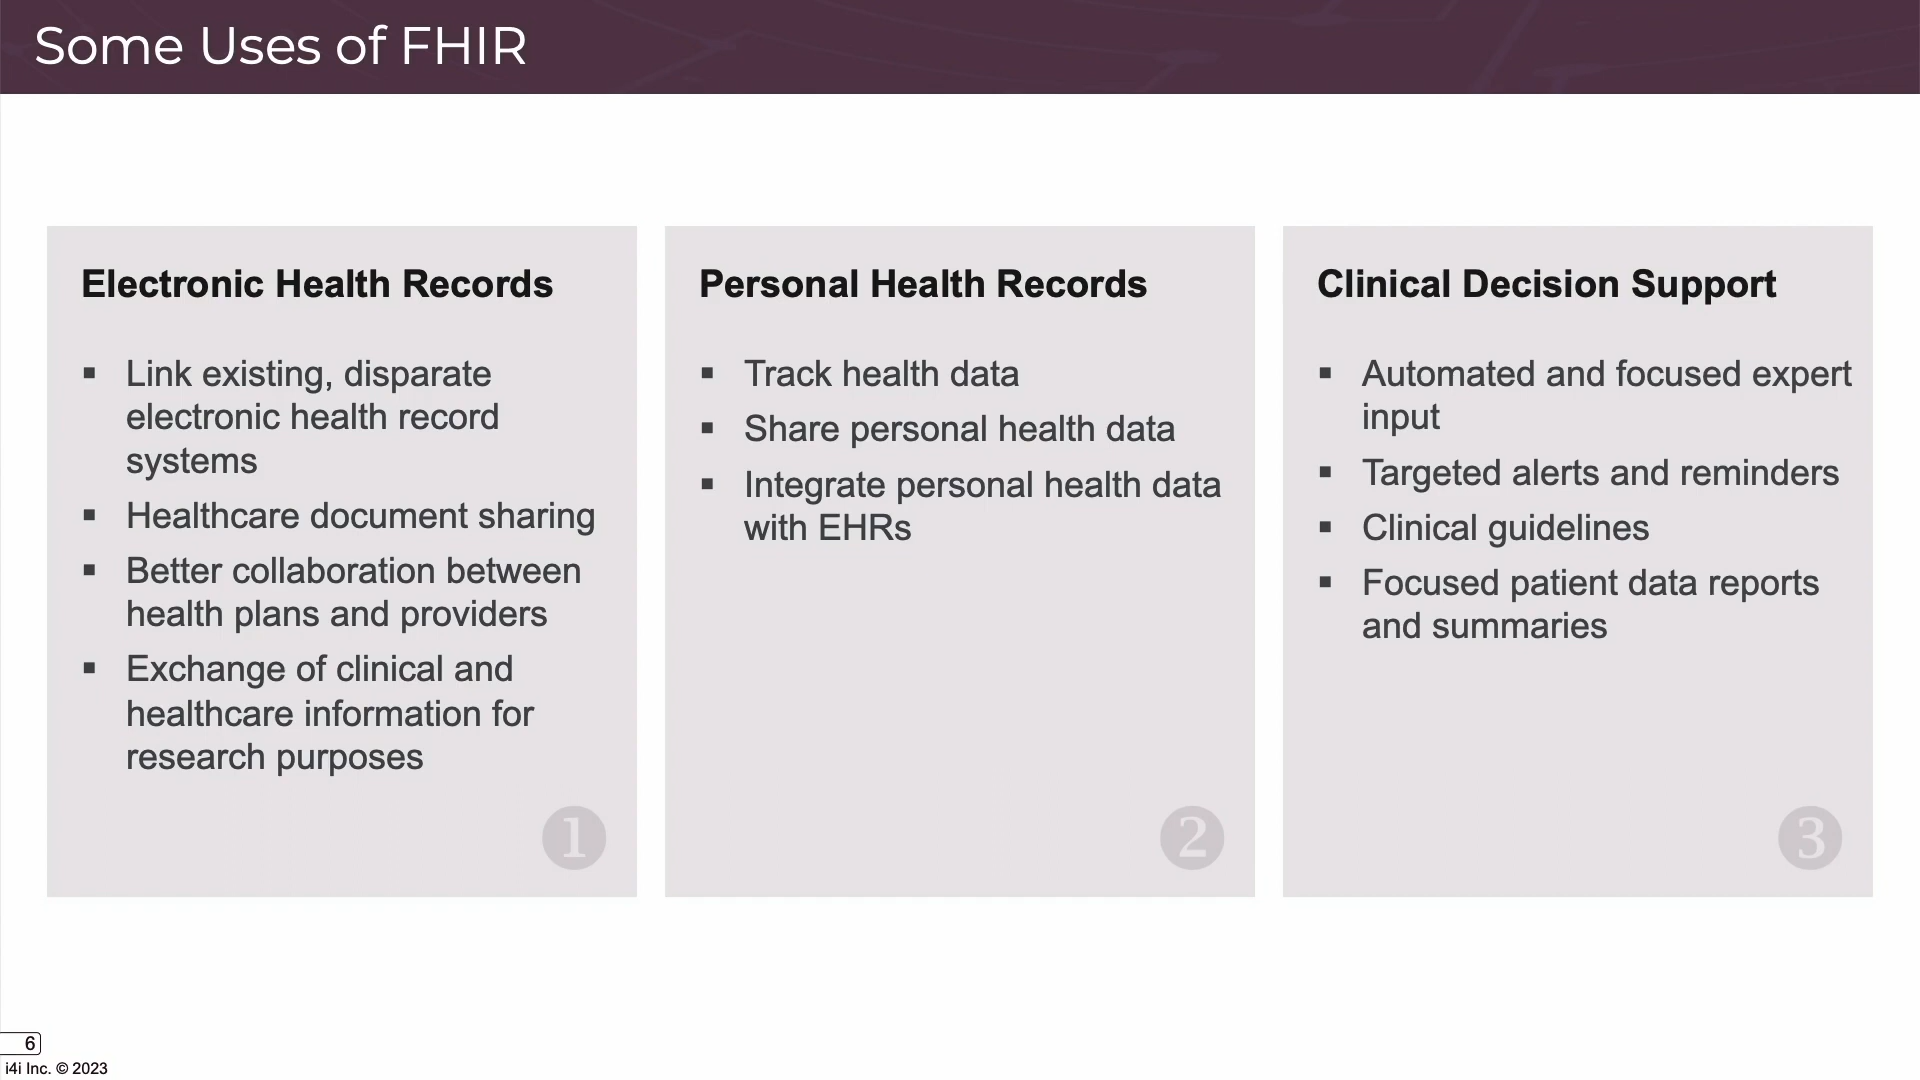 Some Uses of FHIR
Electronic Health Records
▪ Link existing, disparate
electronic health record
systems
▪ Healthcare document sharing
▪ Better collaboration between
health plans and providers
▪ Exchange of clinical and
healthcare information for
research purposes
1
Personal Health Records
▪ Track health data
▪ Share personal health data
▪ Integrate personal health data
with EHRs
2
Clinical Decision Support
▪ Automated and focused expert
input
▪ Targeted alerts and reminders
▪ Clinical guidelines
▪ Focused patient data reports
and summaries
3
6
i4i Inc. © 2023